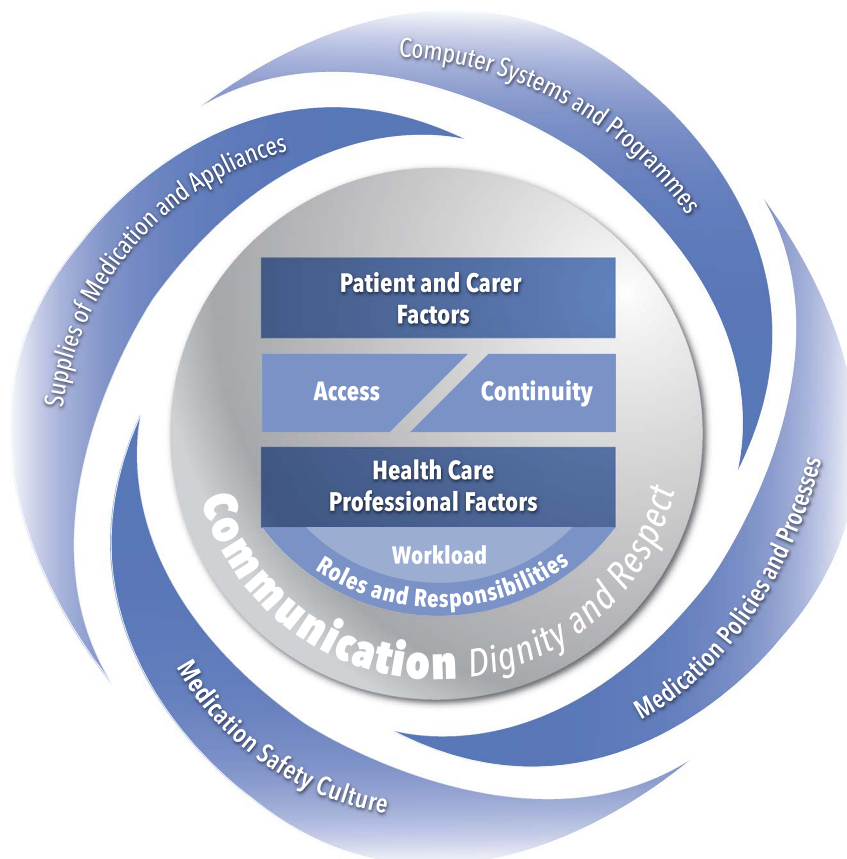 Computer Systems and Programmes
Supplies of Medication and Appliances
Patient and Carer
Factors
Access
Continuity
Health Care
Professional Factors
Workload
Roles and Responsibilities
Communication Dignity and Respect
Medication Policies and Processes
Medication Safety Culture